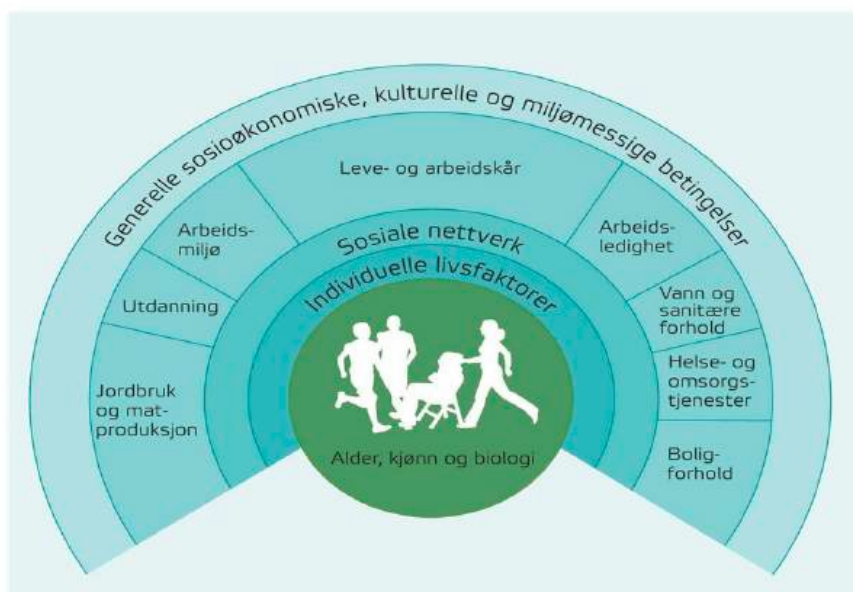 Generelle sosioøkonomiske, kulturelle og miljømessige betingelser
Leve- og arbeidskår
Arbeids-
miljø
Utdanning
Jordbruk
og mat-
produksjon
Arbeids-
ledighet
Vann og
sanitære
forhold
Helse- og
omsorgs-
tjenester
Bolig-
forhold
Sosiale nettverk
Individuelle livsfaktorer
Alder, kjønn og biologi